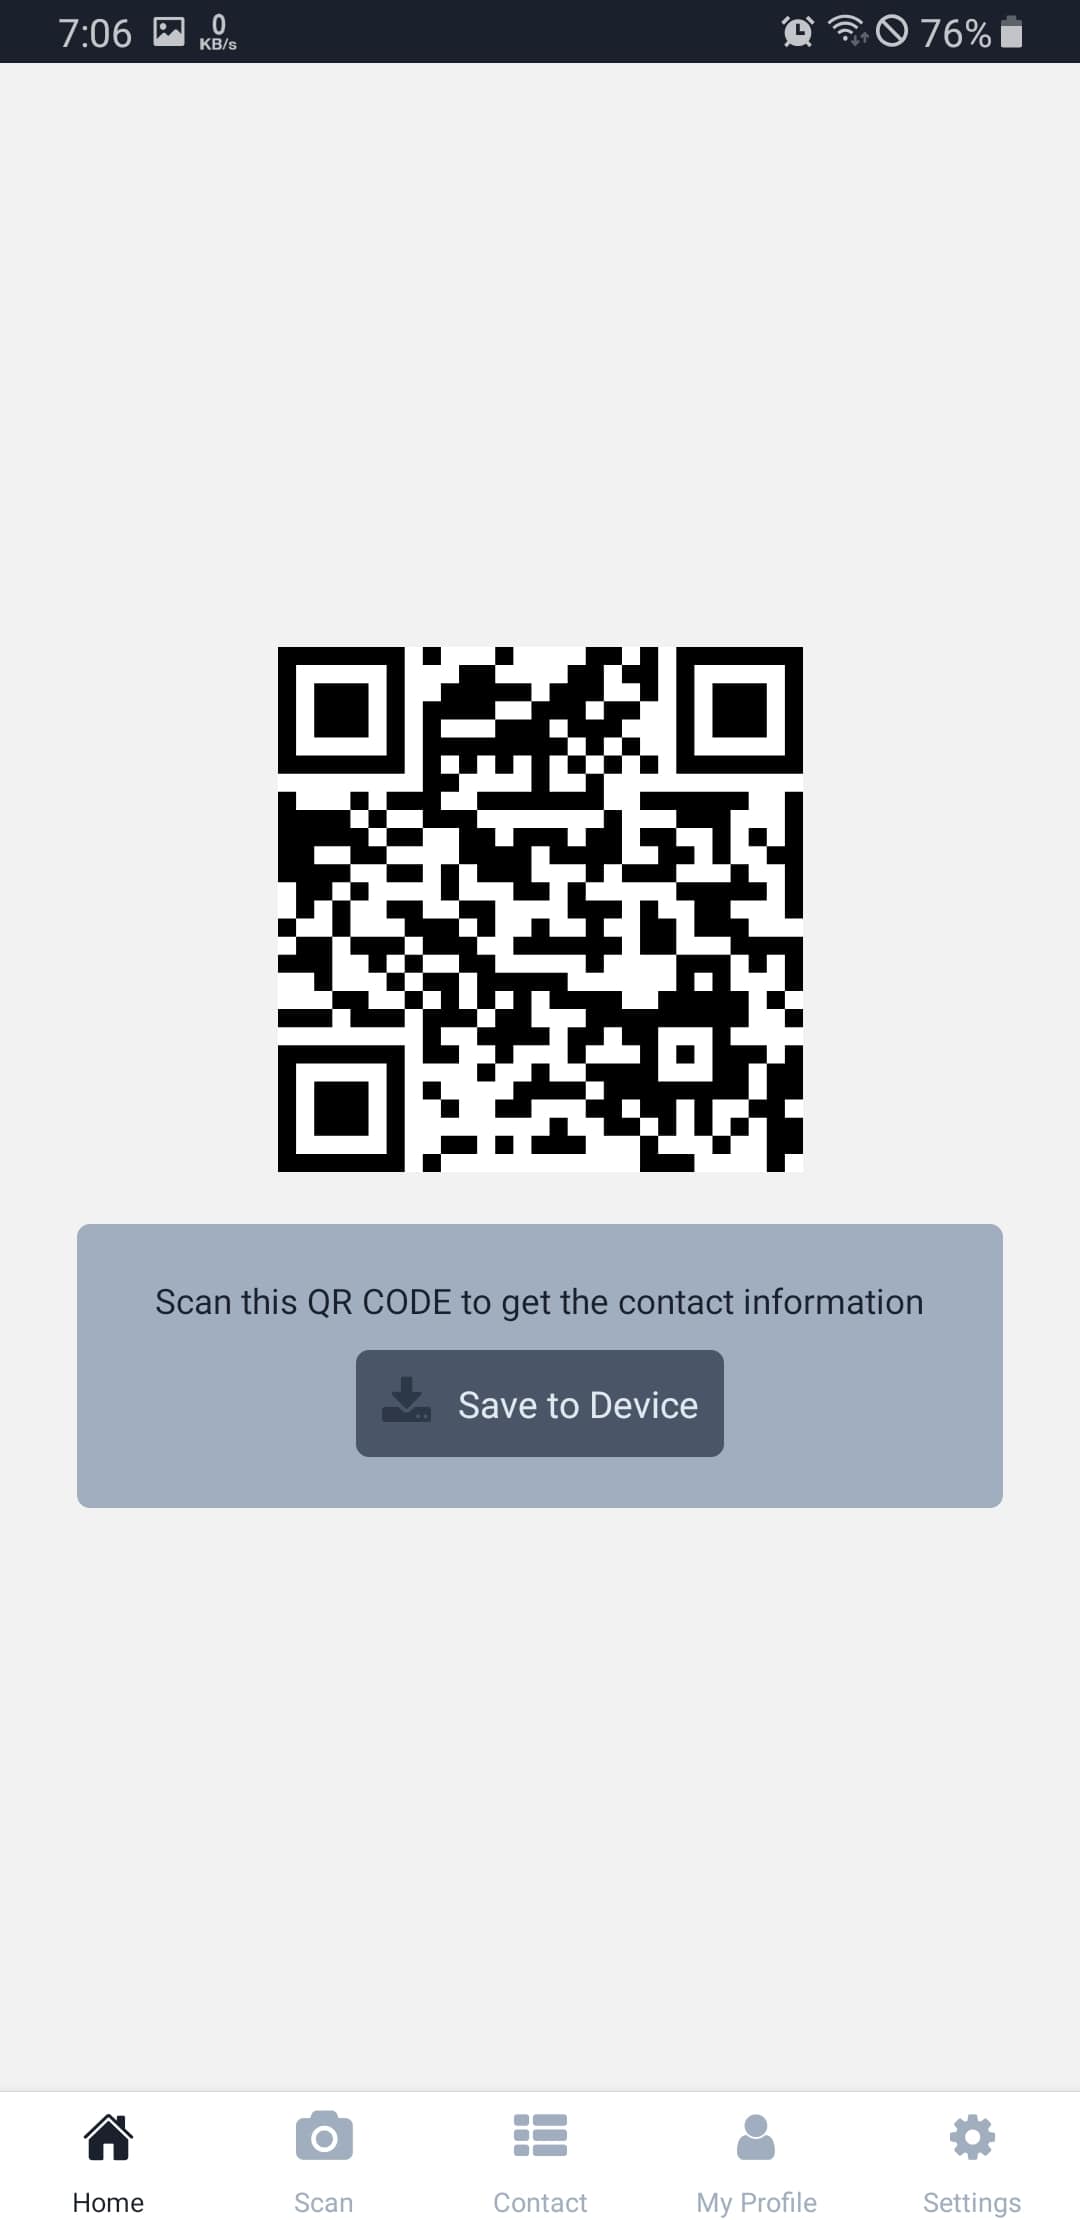 7:06 0 KB/s 76%
Scan this QR CODE to get the contact information
Save to Device
Home Scan Contact My Profile Settings